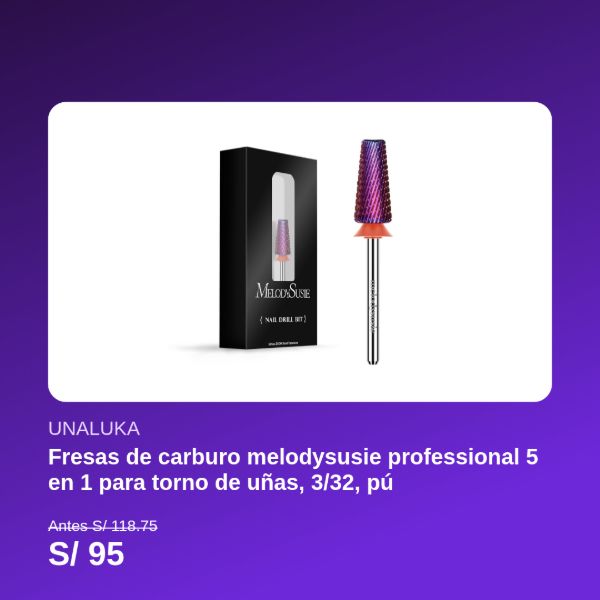 MELODYSUSIE
{ NAIL DRILL BIT }
UNALUKA
Fresas de carburo melodysusie professional 5
en 1 para torno de uñas, 3/32, pú
Antes S/ 118.75
S/ 95